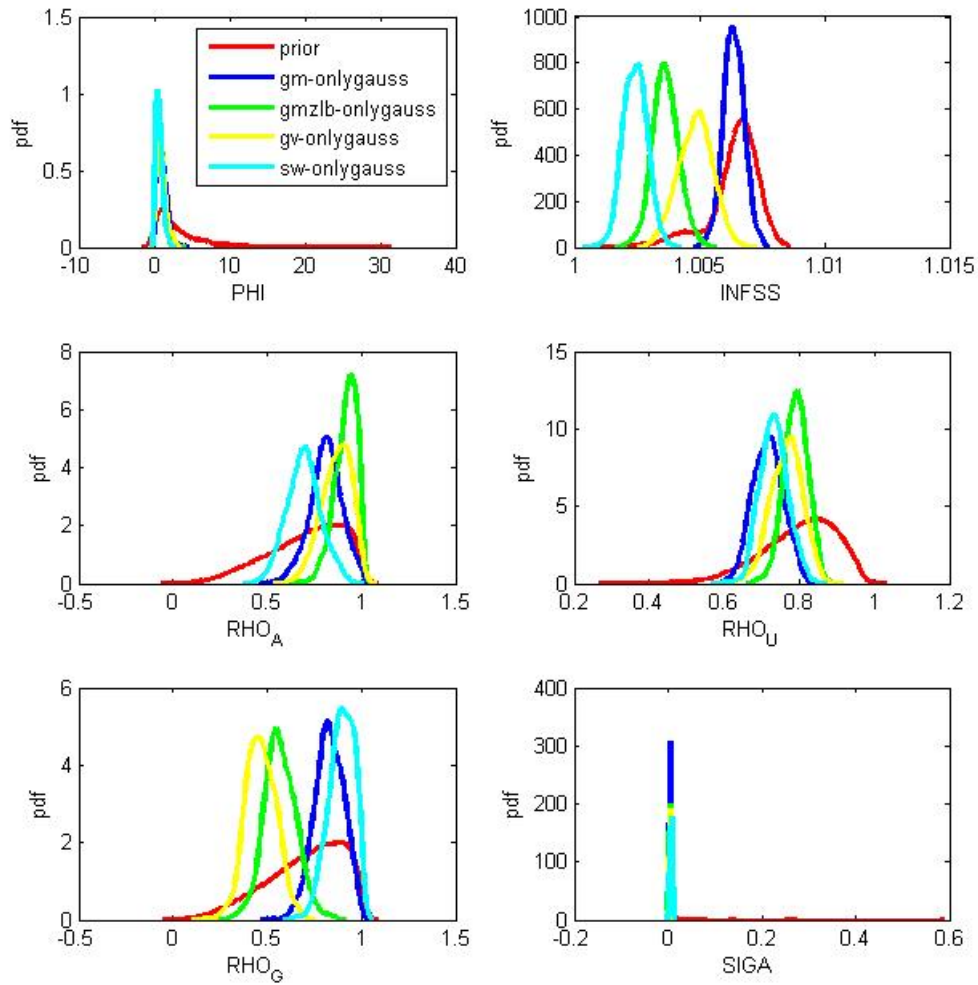 1.5
1
0.5
0
pdf
-10 0 10 20 30 40
PHI
prior
gm-onlygauss
gmzlb-onlygauss
gv-onlygauss
sw-onlygauss
1000
800
600
400
200
0
pdf
1 1.005 1.01 1.015
INFSS
8
6
4
2
0
pdf
-0.5 0 0.5 1 1.5
RHO_A
15
10
5
0
pdf
0.2 0.4 0.6 0.8 1 1.2
RHO_U
6
4
2
0
pdf
-0.5 0 0.5 1 1.5
RHO_G
400
300
200
100
0
pdf
-0.2 0 0.2 0.4 0.6
SIGA